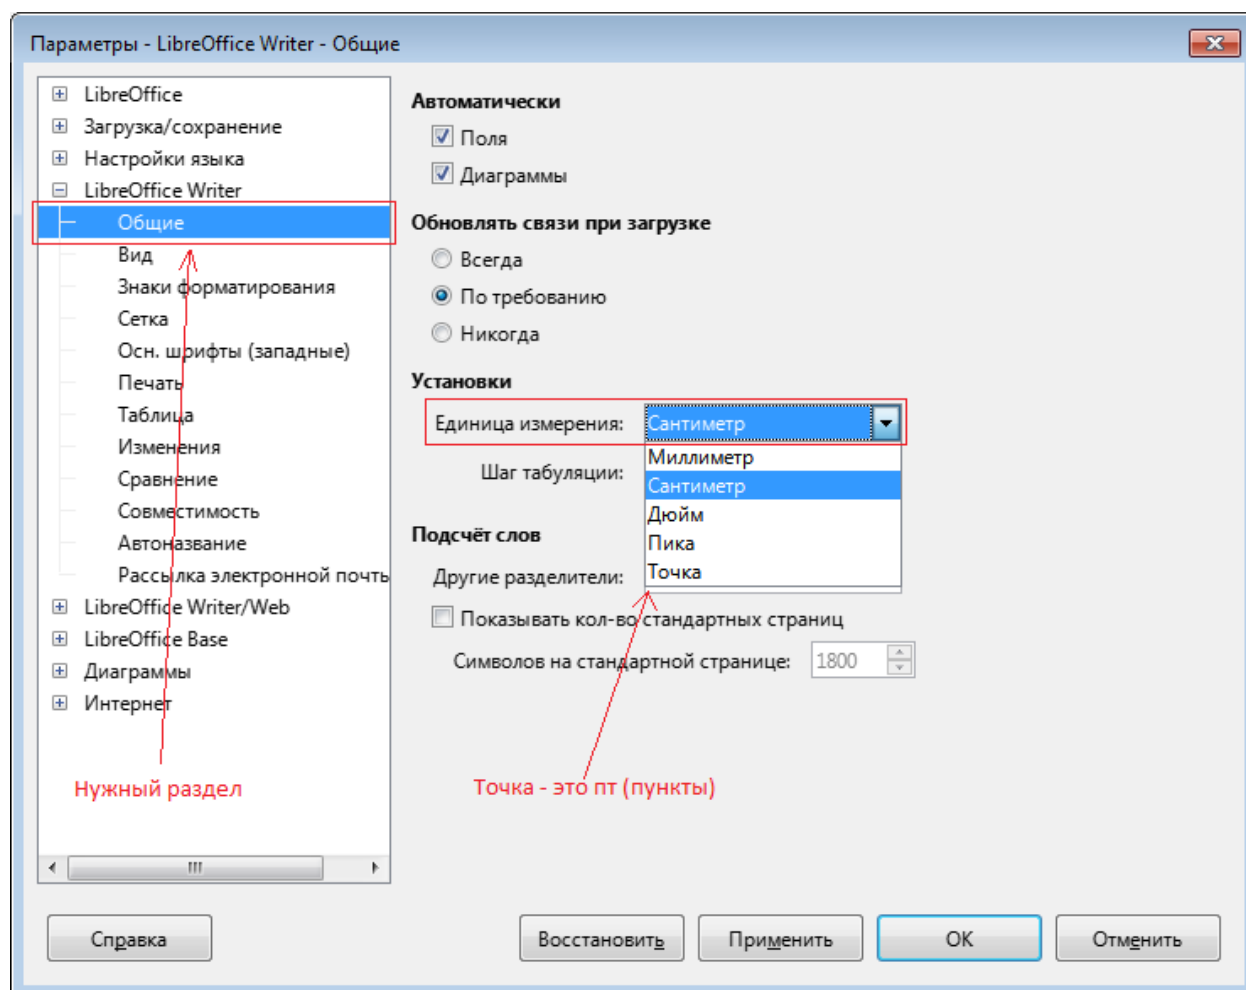 Параметры - LibreOffice Writer - Общие
LibreOffice
Загрузка/сохранение
Настройки языка
LibreOffice Writer
Общие
Вид
Знаки форматирования
Сетка
Осн. шрифты (западные)
Печать
Таблица
Изменения
Сравнение
Совместимость
Автоназвание
Рассылка электронной почть
LibreOffice Writer/Web
LibreOffice Base
Диаграммы
Интернет
Нужный раздел
Автоматически
Поля
Диаграммы
Обновлять связи при загрузке
Всегда
По требованию
Никогда
Установки
Единица измерения: Сантиметр
Миллиметр
Шаг табуляции: Сантиметр
Дюйм
Подсчёт слов
Пика
Другие разделители: Точка
Показывать кол-во стандартных страниц
Символов на стандартной странице: 1800
Точка - это пт (пункты)
Справка
Восстановить
Применить
OK
Отменить